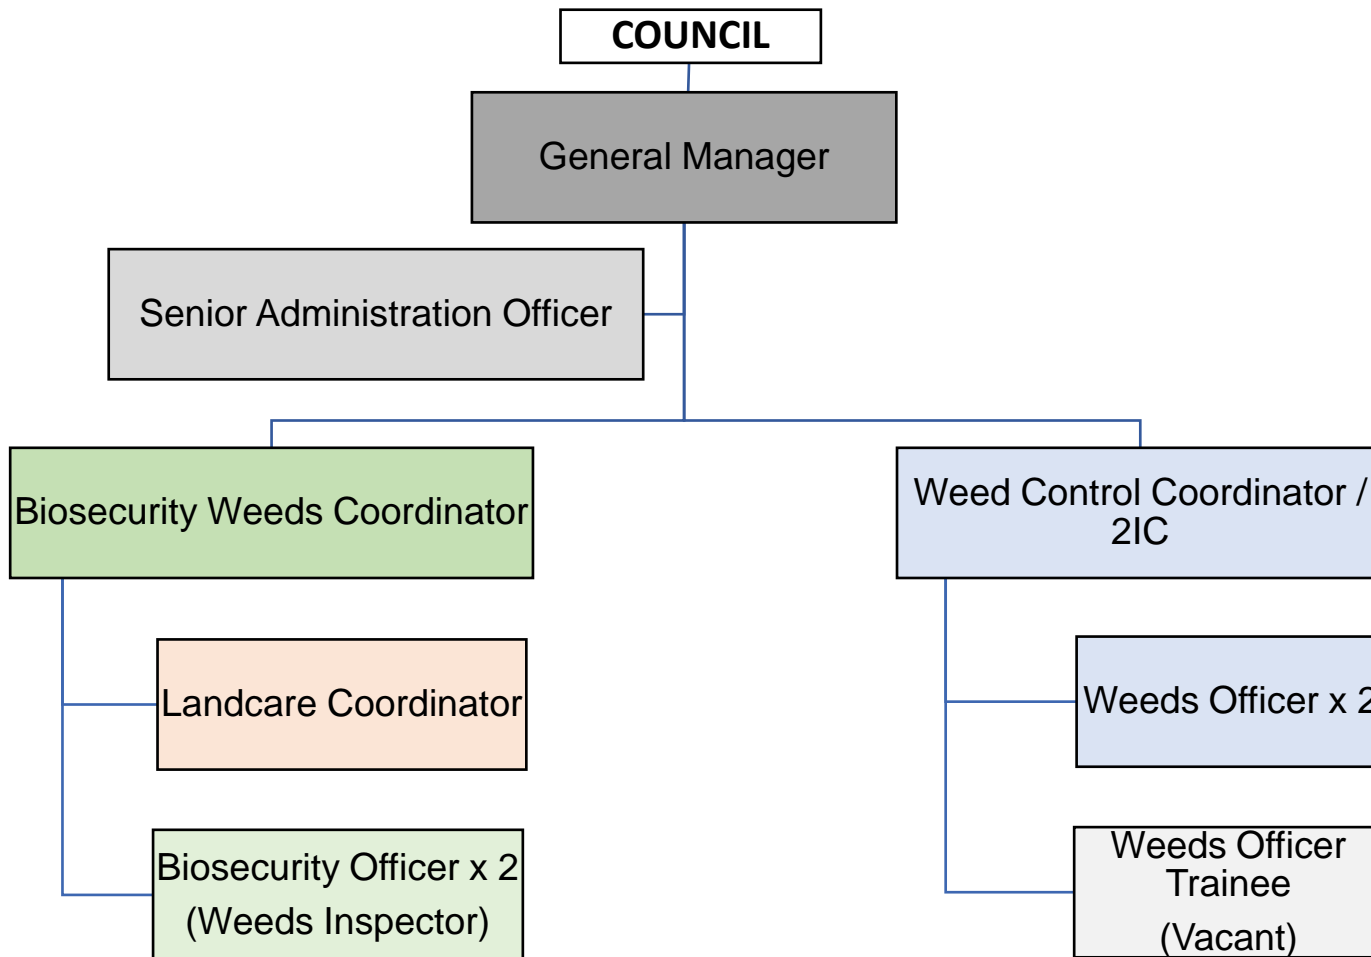 COUNCIL
General Manager
Senior Administration Officer
Biosecurity Weeds Coordinator
Weed Control Coordinator /
2IC
Landcare Coordinator
Weeds Officer x 2
Biosecurity Officer x 2
(Weeds Inspector)
Weeds Officer
Trainee
(Vacant)